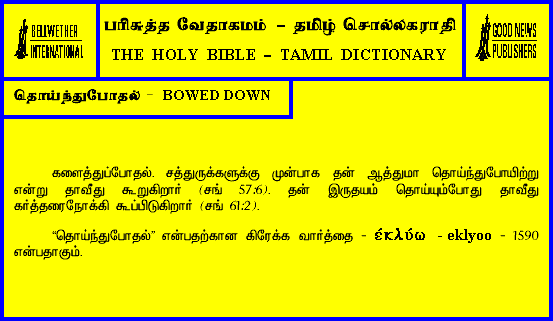 BELLWETHER
INTERNATIONAL
பரிசுத்த வேதாகமம் – தமிழ் சொல்லகராதி
THE HOLY BIBLE – TAMIL DICTIONARY
GOOD NEWS
PUBLISHERS
தொய்ந்துபோதல் – BOWED DOWN
களைத்துப்போதல். சத்துருக்களுக்கு முன்பாக தன் ஆத்துமா தொய்ந்துபோயிற்று
என்று தாவீது கூறுகிறார் (சங் 57:6). தன் இருதயம் தொய்யும்போது தாவீது
கர்த்தரைநோக்கி கூப்பிடுகிறார் (சங் 61:2).
“தொய்ந்துபோதல்” என்பதற்கான கிரேக்க வார்த்தை – ἐκλύω – eklyoo – 1590
என்பதாகும்.